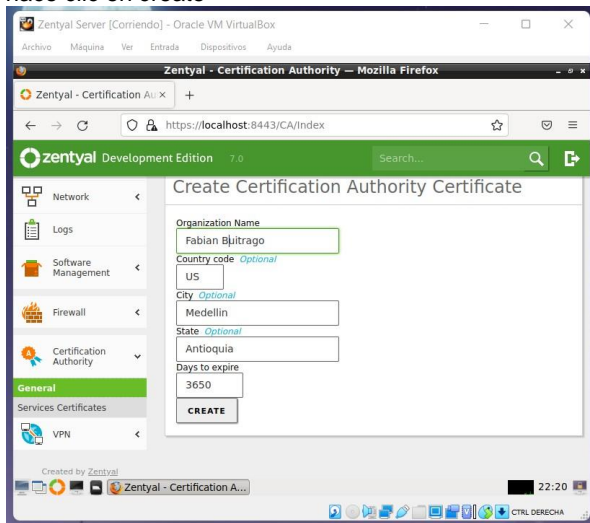 hace clic en create
Zentyal Server [Corriendo] - Oracle VM VirtualBox
Archivo Máquina Ver Entrada Dispositivos Ayuda
Zentyal - Certification Authority — Mozilla Firefox
Zentyal - Certification Au
https://localhost:8443/CA/Index
zentyal Development Edition 7.0 Search...
Network
Logs
Software
Management
Firewall
Certification
Authority
General
Services Certificates
VPN
Created by Zentyal
Create Certification Authority Certificate
Organization Name
Fabian Buitrago
Country code Optional
US
City Optional
Medellin
State Optional
Antioquia
Days to expire
3650
CREATE
Zentyal - Certification A... 22:20
CTRL DERECHA